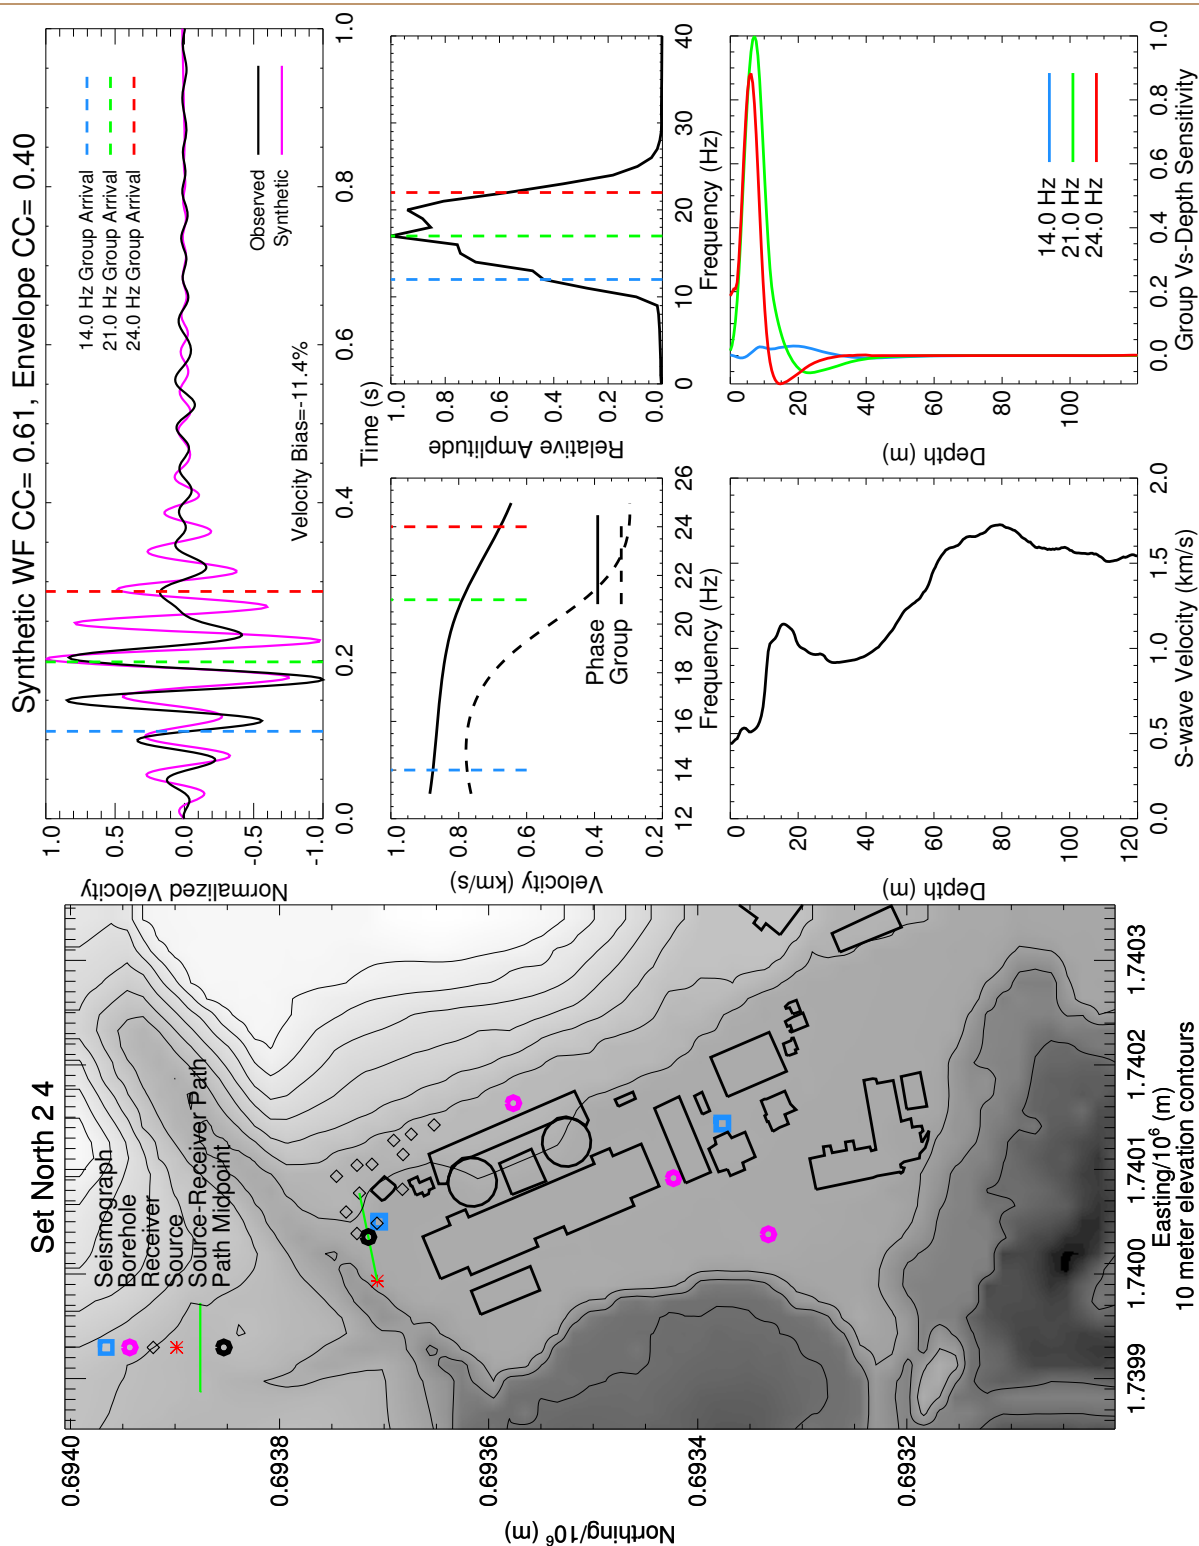 Set North 2 4
Seismograph
Borehole
Receiver
Source
Source-Receiver Path
Path Midpoint
0.6940
0.6938
0.6936
0.6934
0.6932
Northing/10⁶ (m)
1.7399
1.7400
1.7401
1.7402
1.7403
Easting/10⁶ (m)
10 meter elevation contours
Synthetic WF CC= 0.61, Envelope CC= 0.40
14.0 Hz Group Arrival
21.0 Hz Group Arrival
24.0 Hz Group Arrival
Observed
Synthetic
Velocity Bias=-11.4%
1.0
0.5
0.0
-0.5
-1.0
Normalized Velocity
0.0
0.2
0.4
0.6
0.8
1.0
Time (s)
1.0
0.8
0.6
0.4
0.2
Velocity (km/s)
Phase
Group
12
14
16
18
20
22
24
26
Frequency (Hz)
1.0
0.8
0.6
0.4
0.2
0.0
Relative Amplitude
0
10
20
30
40
Frequency (Hz)
0
20
40
60
80
100
120
Depth (m)
0.0
0.5
1.0
1.5
2.0
S-wave Velocity (km/s)
0
20
40
60
80
100
120
Depth (m)
14.0 Hz
21.0 Hz
24.0 Hz
0.0
0.2
0.4
0.6
0.8
1.0
Group Vs-Depth Sensitivity